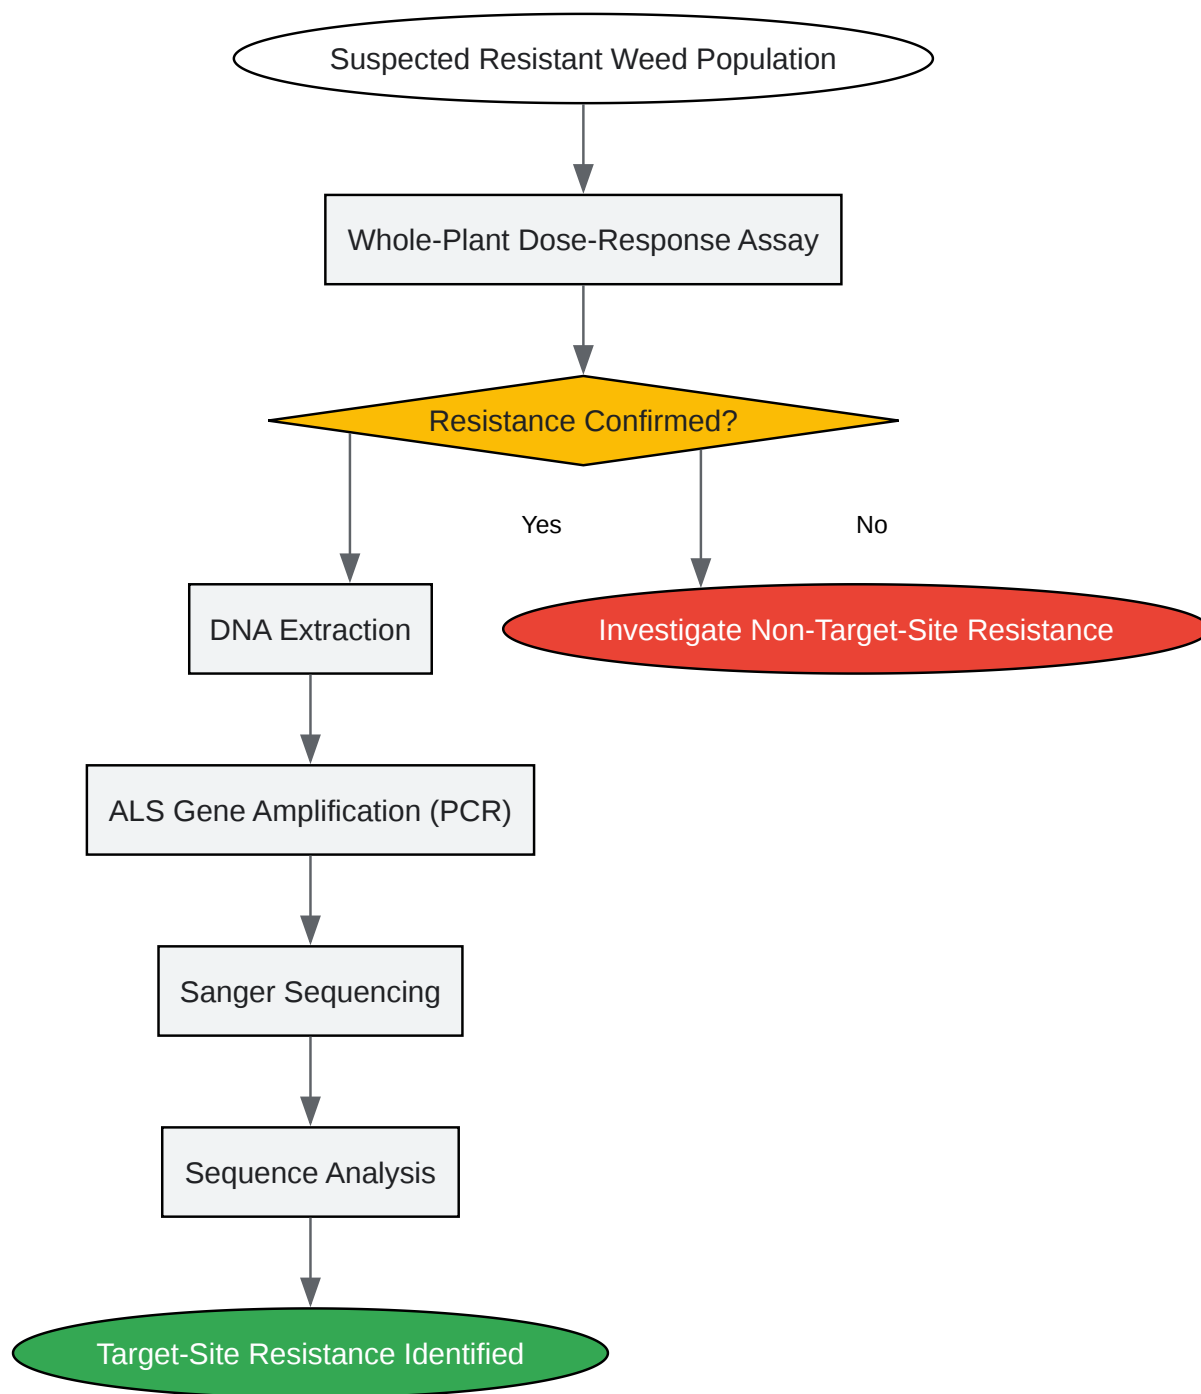 Suspected Resistant Weed Population
Whole-Plant Dose-Response Assay
Resistance Confirmed?
Yes
No
DNA Extraction
Investigate Non-Target-Site Resistance
ALS Gene Amplification (PCR)
Sanger Sequencing
Sequence Analysis
Target-Site Resistance Identified